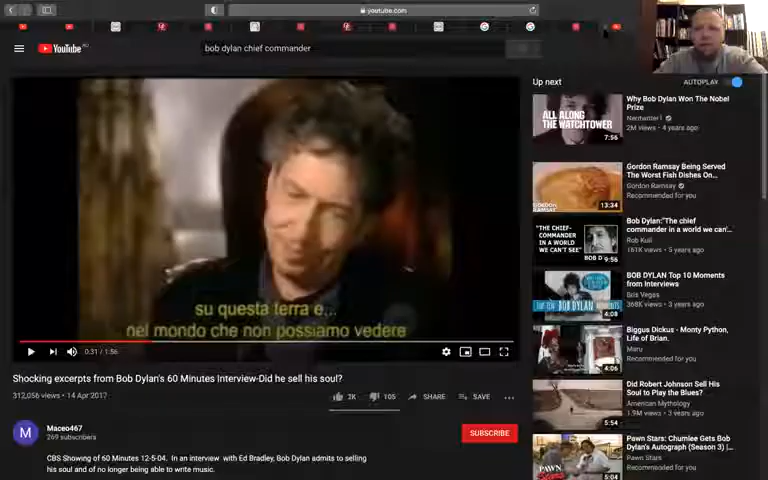 youtube.com
YouTube
bob dylan chief commander
su questa terra e...
nel mondo che non possiamo vedere
0:31 / 1:56
Shocking excerpts from Bob Dylan's 60 Minutes Interview-Did he sell his soul?
312,056 views • 14 Apr 2017
2K
105
SHARE
SAVE
M
Maceo467
269 subscribers
SUBSCRIBE
CBS Showing of 60 Minutes 12-5-04. In an interview with Ed Bradley, Bob Dylan admits to selling
his soul and of no longer being able to write music.
Up next
AUTOPLAY
ALL ALONG
THE WATCHTOWER
7:56
Why Bob Dylan Won The Nobel
Prize
Nerdwriter1
2M views • 4 years ago
GORDON
RAMSAY
13:34
Gordon Ramsay Being Served
The Worst Fish Dishes On...
Gordon Ramsay
Recommended for you
"THE CHIEF-
COMMANDER
IN A WORLD
WE CAN'T SEE"
BOB D
9:56
Bob Dylan:"The chief
commander in a world we can'...
Rob Kuil
161K views • 5 years ago
BOB DYLAN
4:08
BOB DYLAN Top 10 Moments
from Interviews
368K views • 3 years ago
4:06
Biggus Dickus - Monty Python,
Life of Brian.
Maru
Recommended for you
5:54
Did Robert Johnson Sell His
Soul to Play the Blues?
American Mythology
1.9M views • 3 years ago
PAWN
Stars
5:04
Pawn Stars: Chumlee Gets Bob
Dylan's Autograph (Season 3) |...
Pawn Stars
Recommended for you